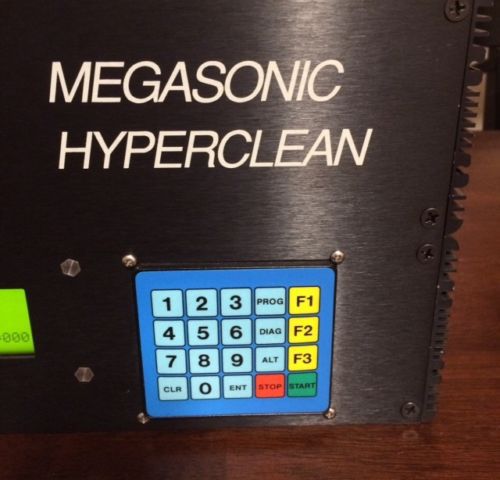 MEGASONIC
HYPERCLEAN
1 2 3 PROG F1
4 5 6 DIAG F2
000
7 8 9 ALT F3
CLR 0 ENT STOP START